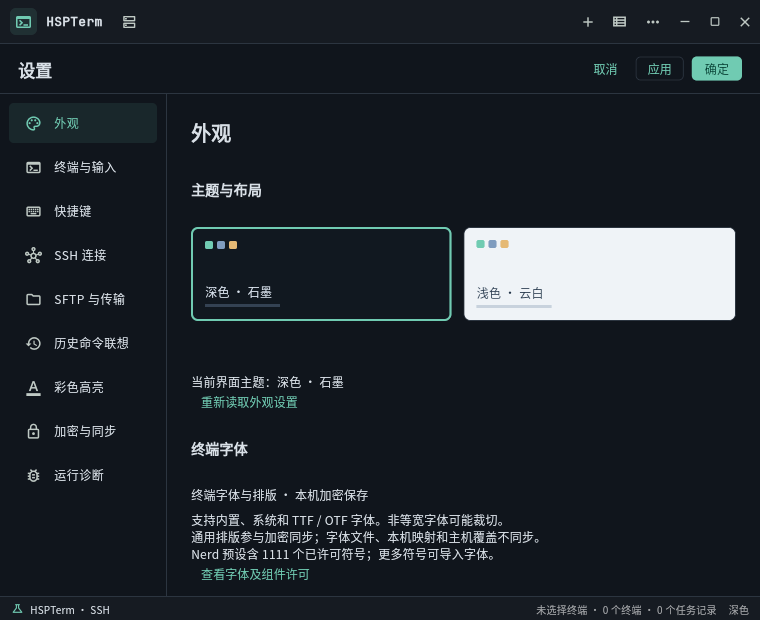 HSPTerm
设置
取消
应用
确定
外观
终端与输入
快捷键
SSH 连接
SFTP 与传输
历史命令联想
彩色高亮
加密与同步
运行诊断
外观
主题与布局
深色 · 石墨
浅色 · 云白
当前界面主题：深色 · 石墨
重新读取外观设置
终端字体
终端字体与排版 · 本机加密保存
支持内置、系统和 TTF / OTF 字体。非等宽字体可能裁切。
通用排版参与加密同步；字体文件、本机映射和主机覆盖不同步。
Nerd 预设含 1111 个已许可符号；更多符号可导入字体。
查看字体及组件许可
HSPTerm · SSH
未选择终端 · 0 个终端 · 0 个任务记录
深色